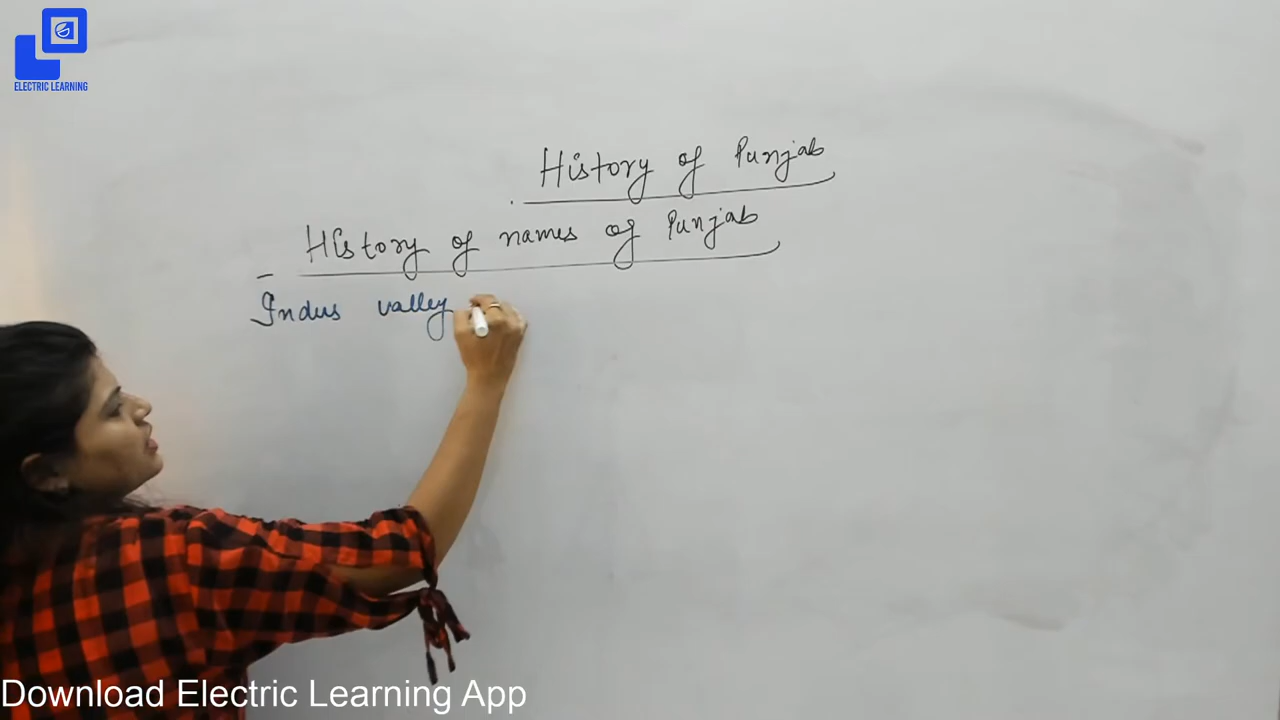 ELECTRIC LEARNING
History of Punjab
History of names of Punjab
Indus valley
Download Electric Learning App